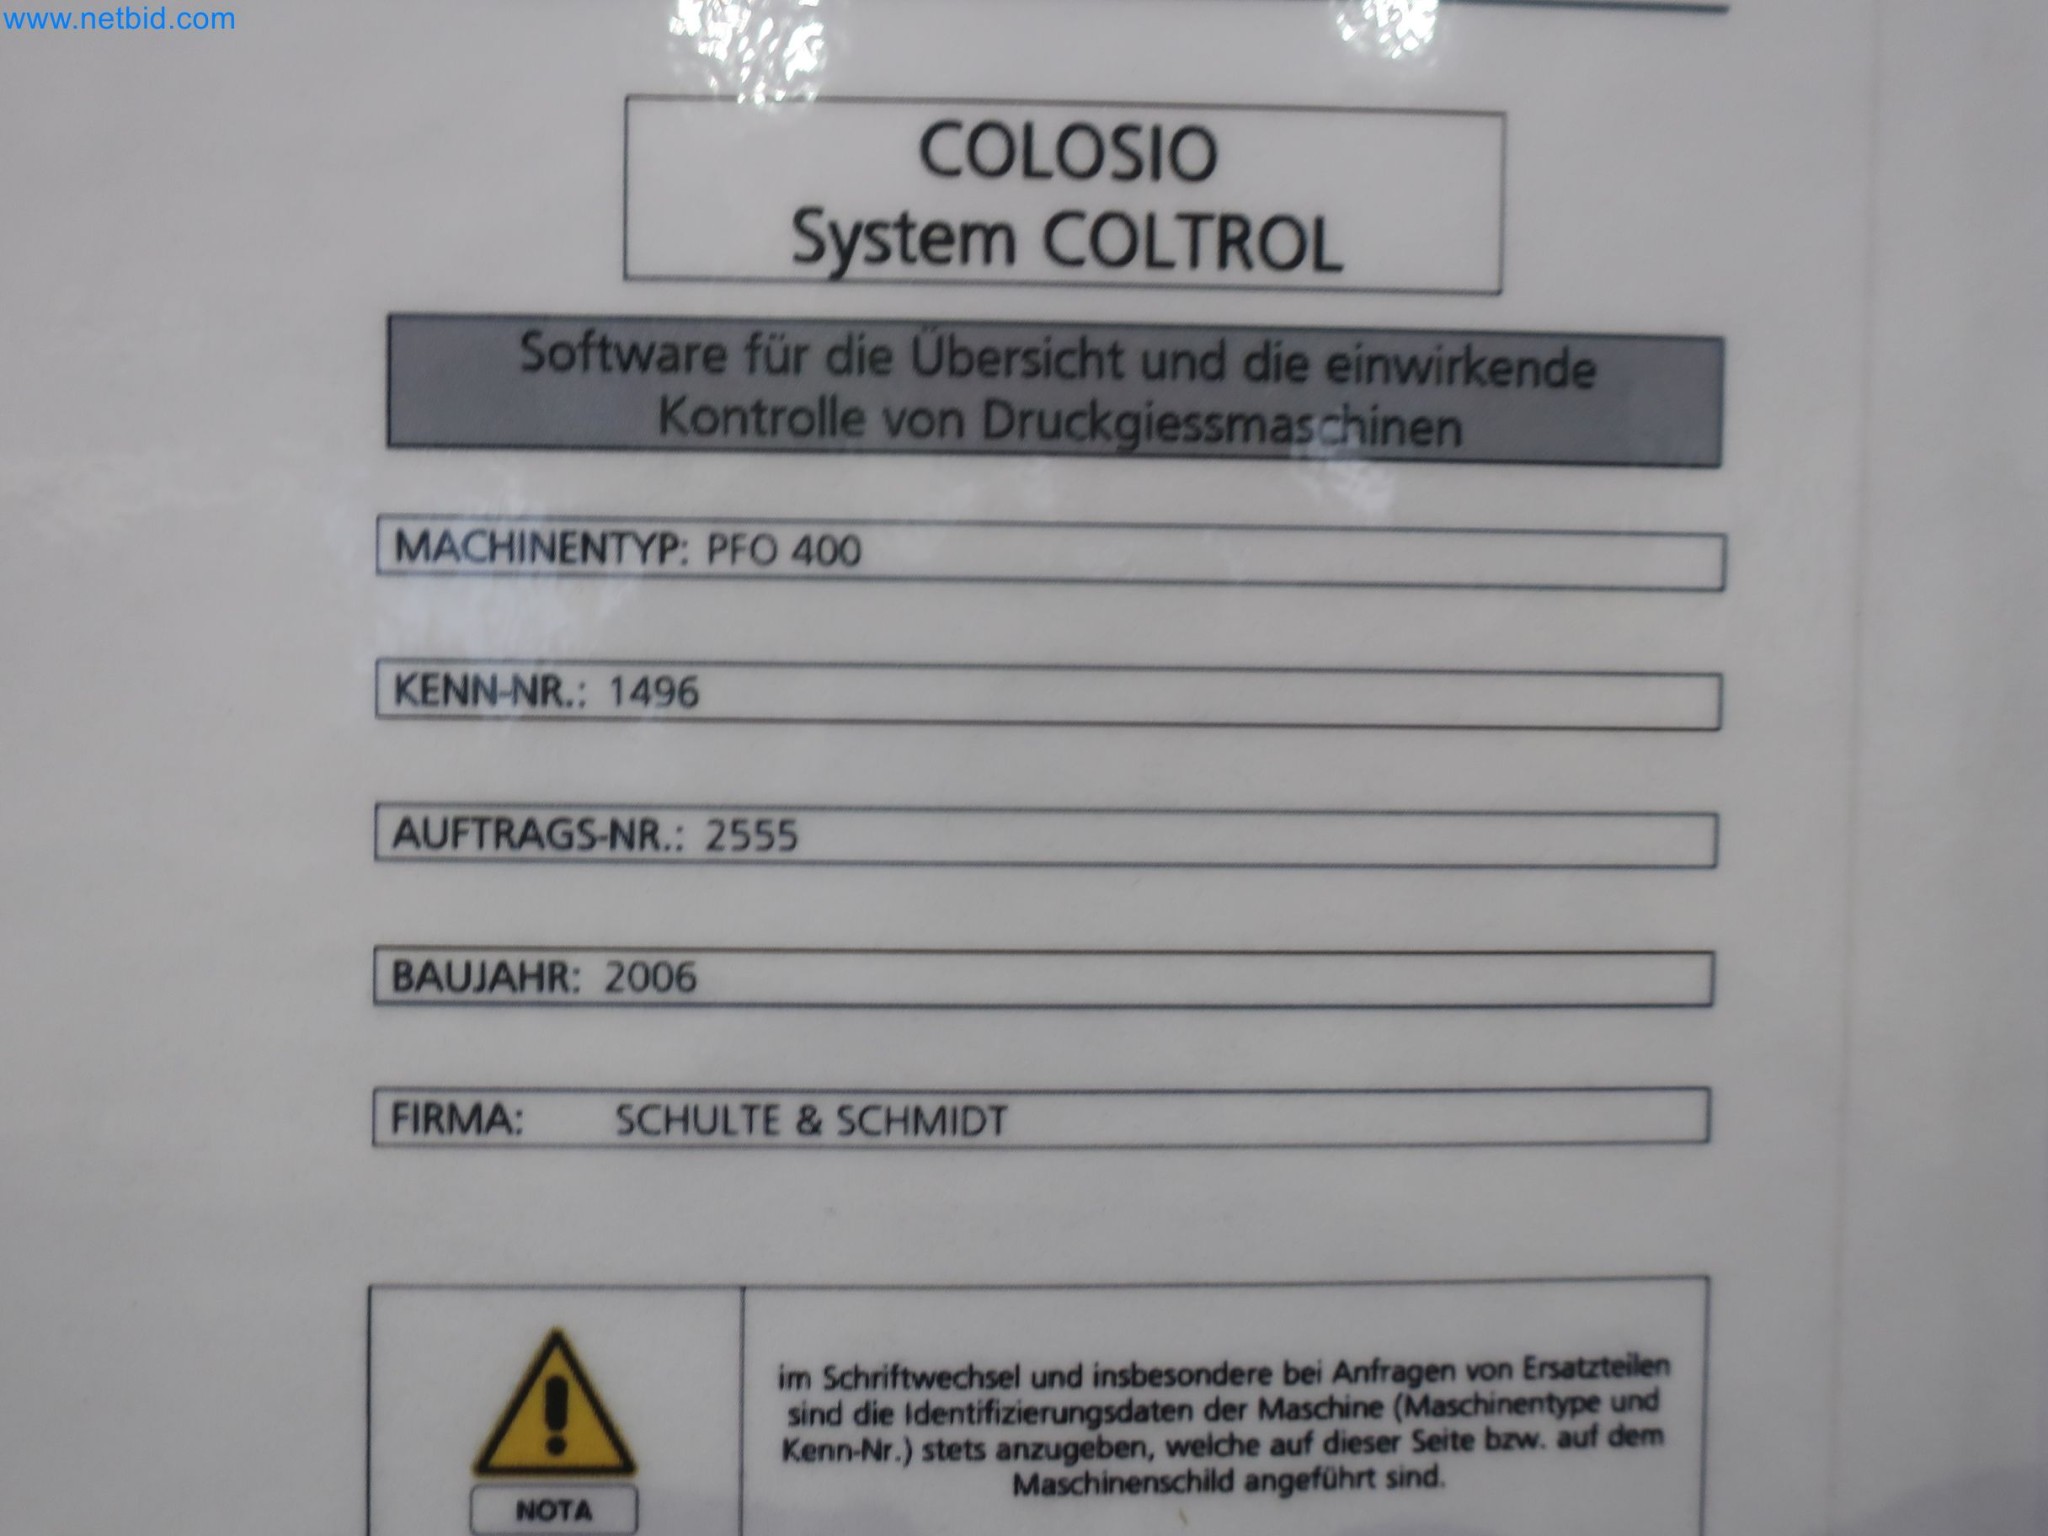 www.netbid.com
COLOSIO
System COLTROL
Software für die Übersicht und die einwirkende
Kontrolle von Druckgiessmaschinen
MACHINENTYP: PFO 400
KENN-NR.: 1496
AUFTRAGS-NR.: 2555
BAUJAHR: 2006
FIRMA: SCHULTE & SCHMIDT
im Schriftwechsel und insbesondere bei Anfragen von Ersatzteilen
sind die Identifizierungsdaten der Maschine (Maschinentype und
Kenn-Nr.) stets anzugeben, welche auf dieser Seite bzw. auf dem
Maschinenschild angeführt sind.
NOTA